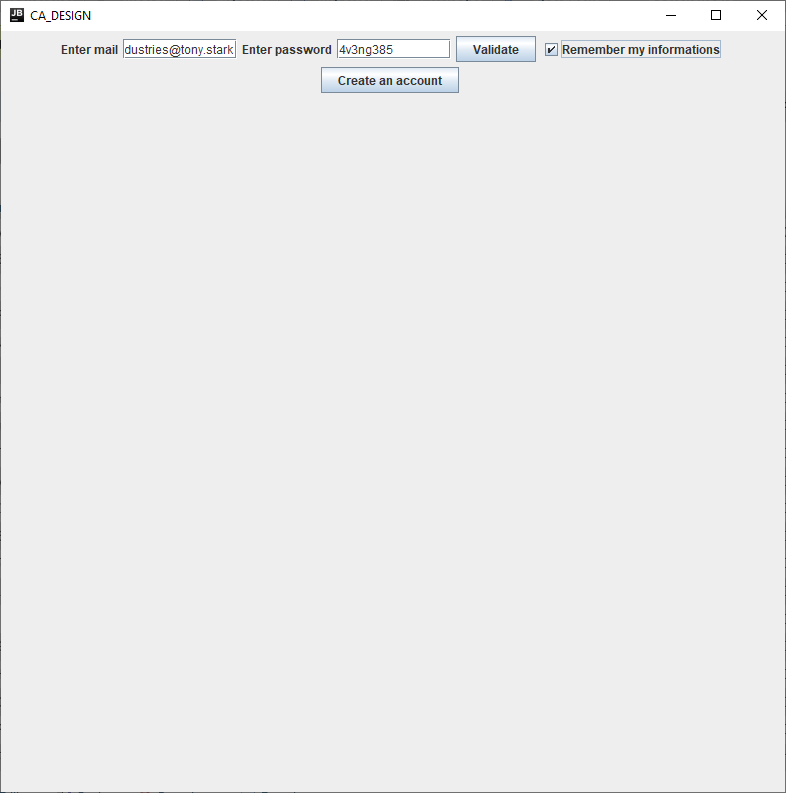 JB CA_DESIGN
Enter mail dustries@tony.stark Enter password 4v3ng385 Validate Remember my informations
Create an account